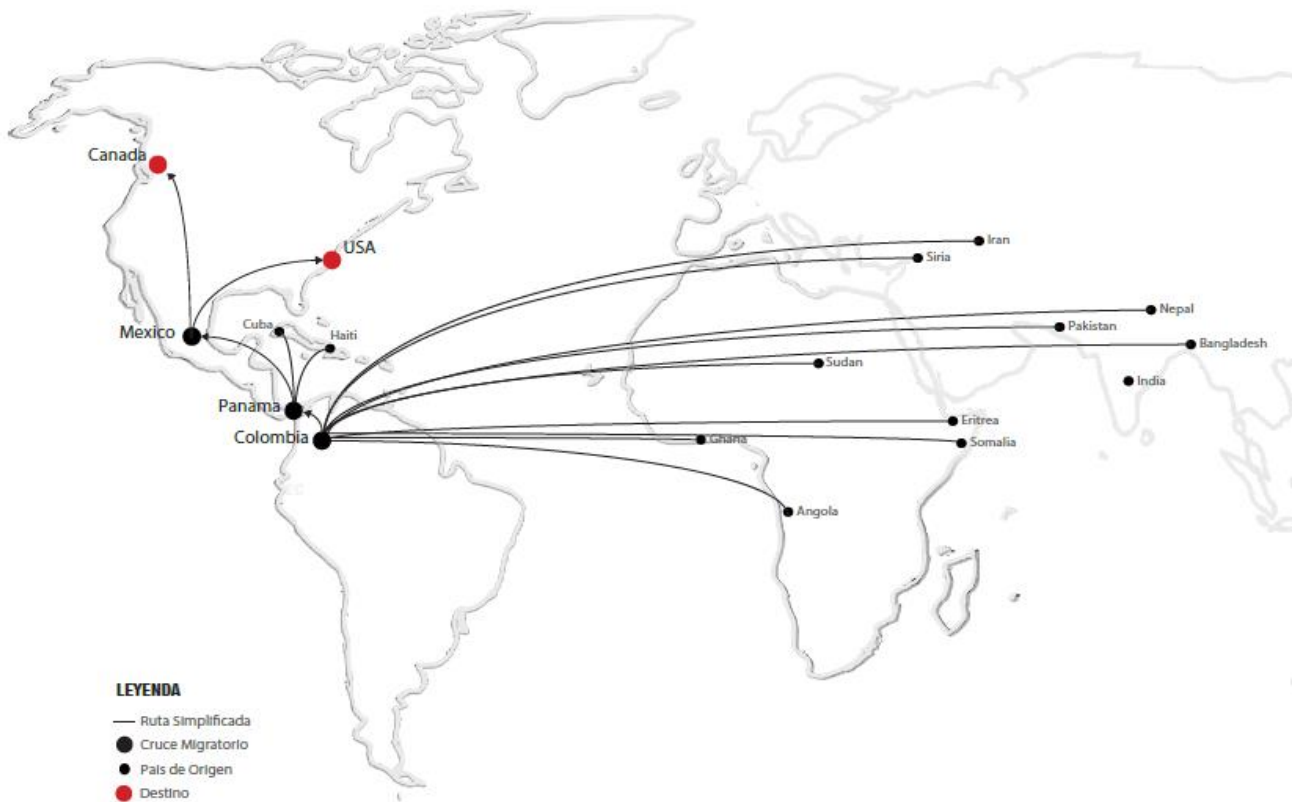 Canada
USA
Iran
Siria
Nepal
Mexico
Cuba
Haiti
Pakistan
Bangladesh
Sudan
India
Panama
Eritrea
Colombia
Ghana
Somalia
Angola
LEYENDA
Ruta Simplificada
Cruce Migratorio
Pais de Origen
Destino